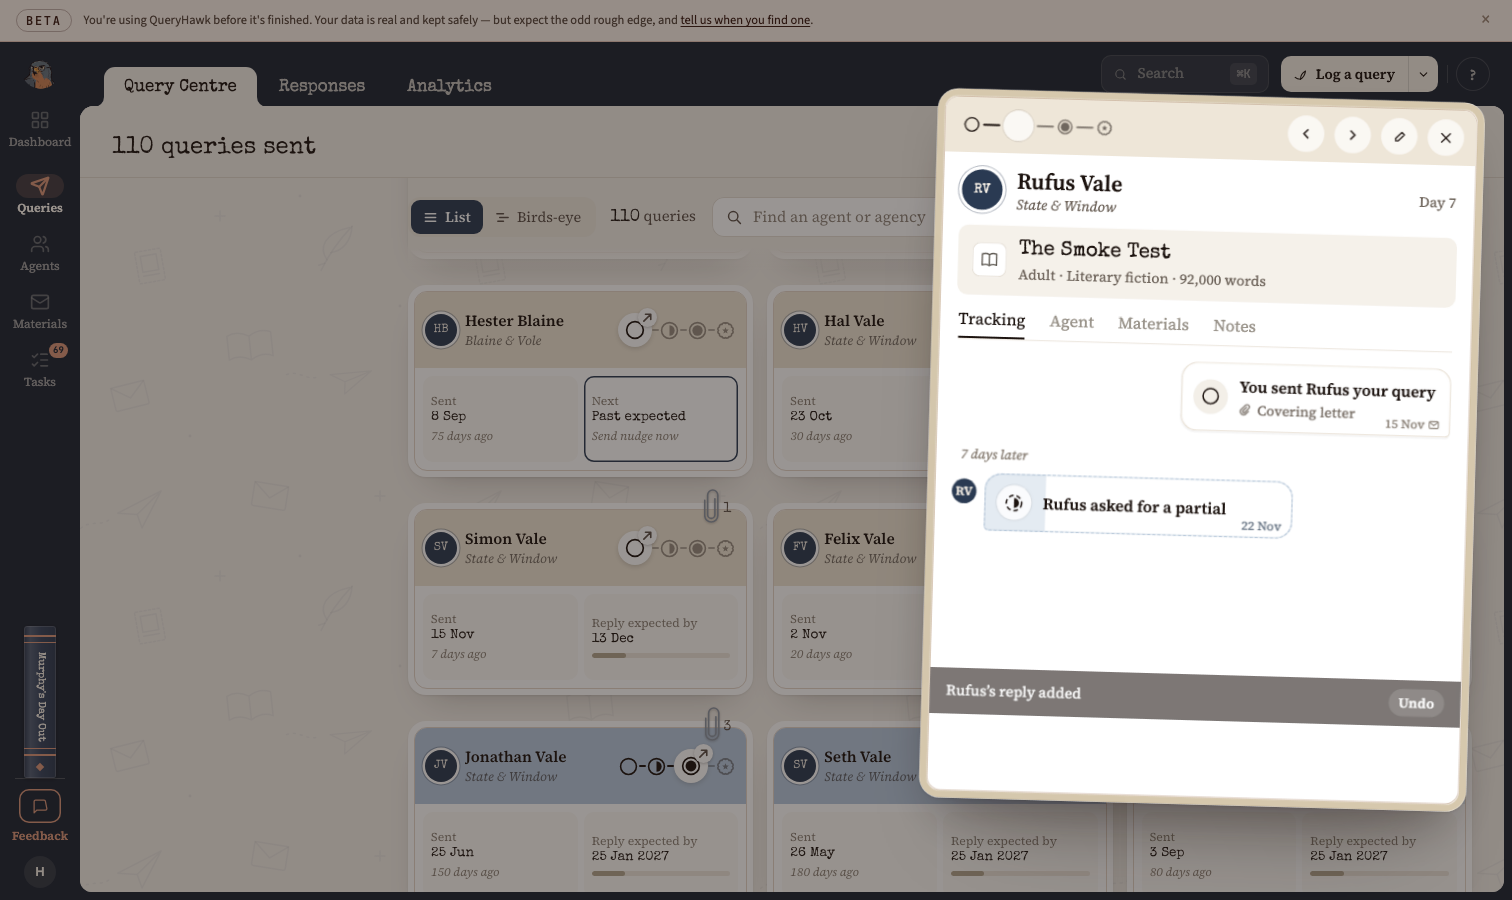 BETA
You're using QueryHawk before it's finished. Your data is real and kept safely — but expect the odd rough edge, and tell us when you find one.
Query Centre
Responses
Analytics
Search
⌘K
Log a query
?
Dashboard
Queries
Agents
Materials
69
Tasks
Murphy's Day Out
Feedback
H
110 queries sent
List
Birds-eye
110 queries
Find an agent or agency
HB
Hester Blaine
Blaine & Vole
Sent
8 Sep
75 days ago
Next
Past expected
Send nudge now
HV
Hal Vale
State & Window
Sent
23 Oct
30 days ago
1
SV
Simon Vale
State & Window
Sent
15 Nov
7 days ago
Reply expected by
13 Dec
FV
Felix Vale
State & Window
Sent
2 Nov
20 days ago
3
JV
Jonathan Vale
State & Window
Sent
25 Jun
150 days ago
Reply expected by
25 Jan 2027
SV
Seth Vale
State & Window
Sent
26 May
180 days ago
Reply expected by
25 Jan 2027
Sent
3 Sep
80 days ago
Reply expected by
25 Jan 2027
RV
Rufus Vale
State & Window
Day 7
The Smoke Test
Adult · Literary fiction · 92,000 words
Tracking
Agent
Materials
Notes
You sent Rufus your query
Covering letter
15 Nov
7 days later
RV
Rufus asked for a partial
22 Nov
Rufus's reply added
Undo